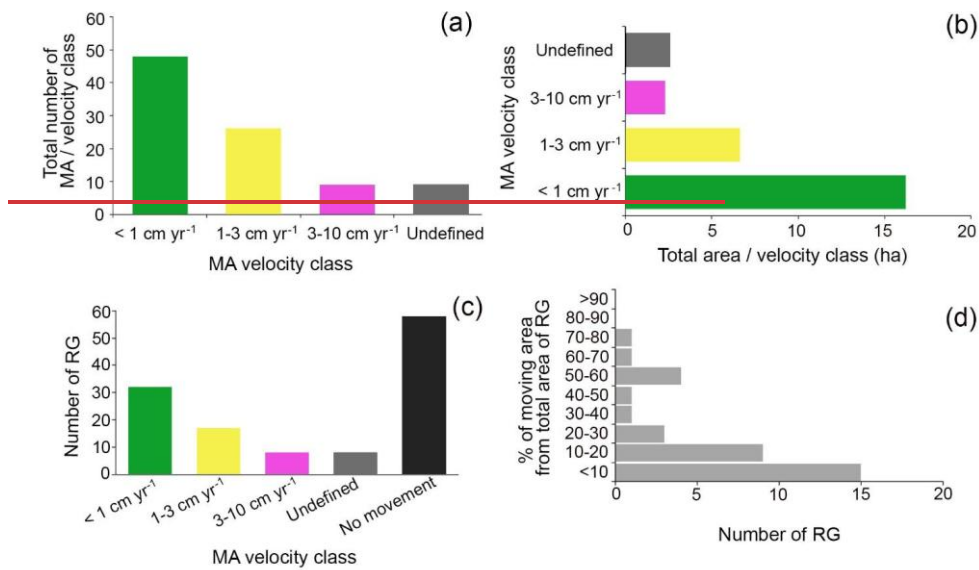 (a)
Total number of
MA / velocity class
60
50
40
30
20
10
0
< 1 cm yr⁻¹ 1-3 cm yr⁻¹ 3-10 cm yr⁻¹ Undefined
MA velocity class
(b)
MA velocity class
Undefined
3-10 cm yr⁻¹
1-3 cm yr⁻¹
< 1 cm yr⁻¹
0 5 10 15 20
Total area / velocity class (ha)
(c)
Number of RG
60
50
40
30
20
10
0
< 1 cm yr⁻¹ 1-3 cm yr⁻¹ 3-10 cm yr⁻¹ Undefined No movement
MA velocity class
(d)
% of moving area
from total area of RG
>90
80-90
70-80
60-70
50-60
40-50
30-40
20-30
10-20
<10
0 5 10 15 20
Number of RG